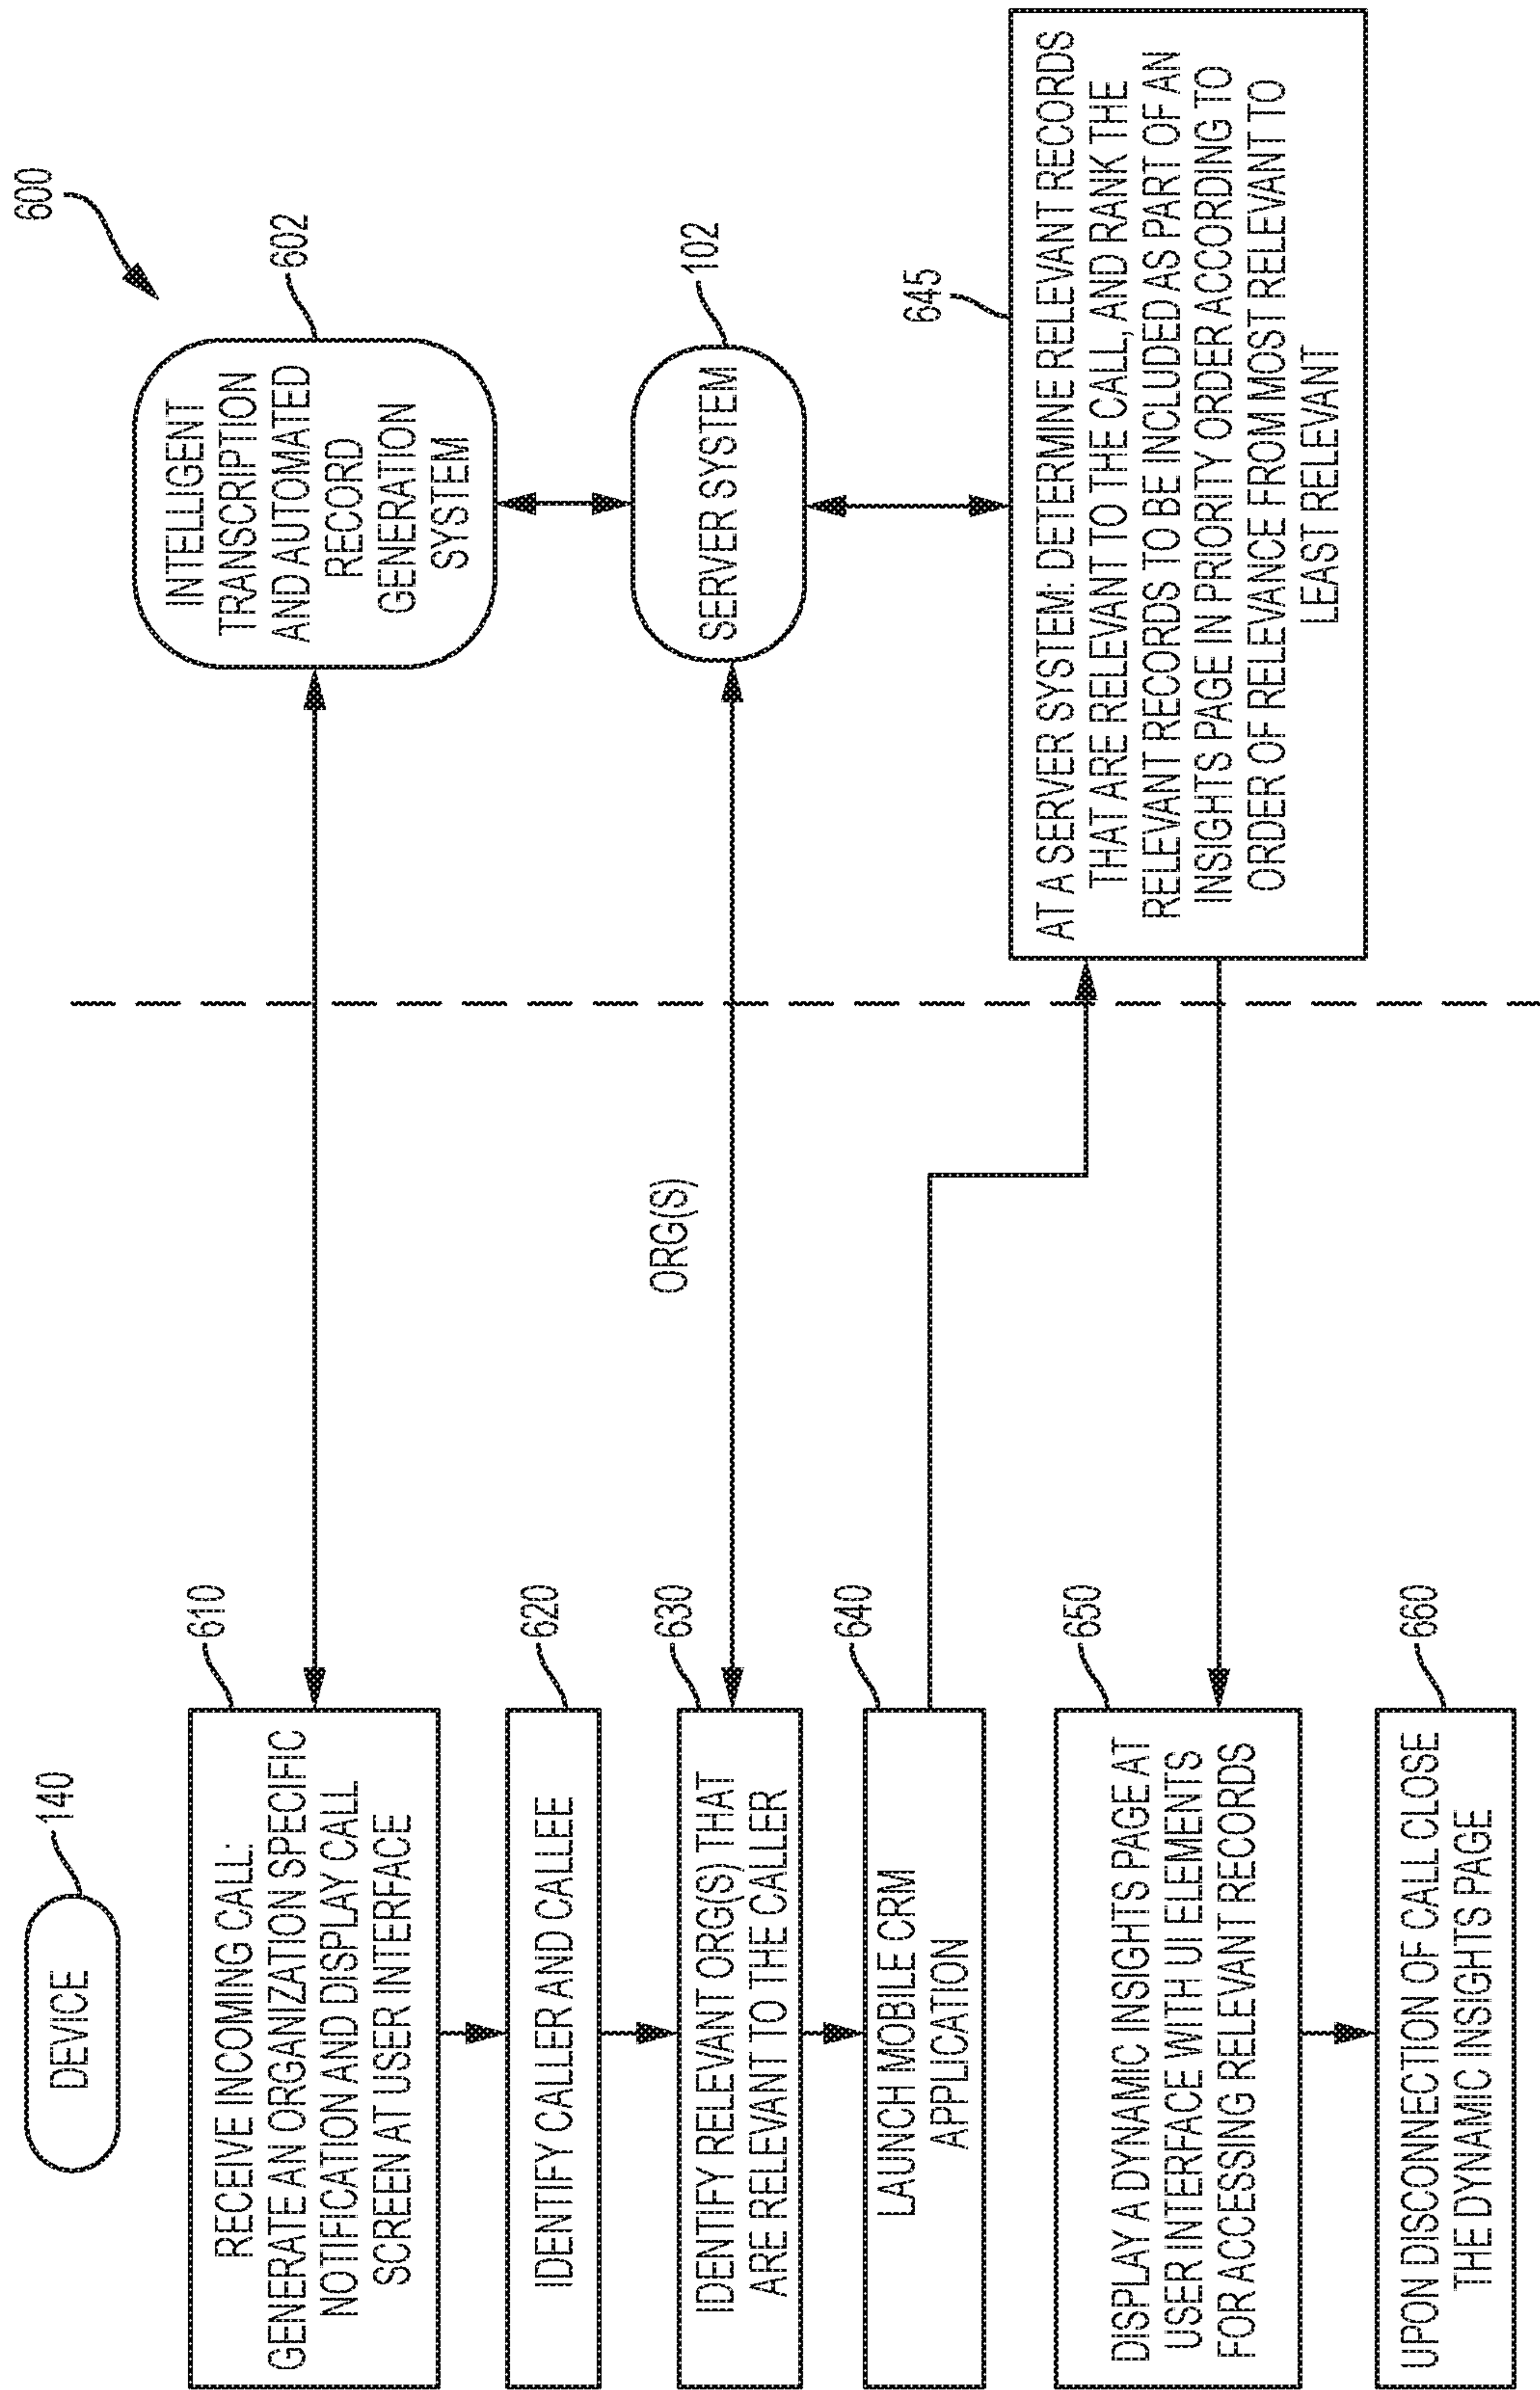 600
DEVICE
140
RECEIVE INCOMING CALL:
GENERATE AN ORGANIZATION SPECIFIC
NOTIFICATION AND DISPLAY CALL
SCREEN AT USER INTERFACE
610
INTELLIGENT
TRANSCRIPTION
AND AUTOMATED
RECORD
GENERATION
SYSTEM
602
IDENTIFY CALLER AND CALLEE
620
IDENTIFY RELEVANT ORG(S) THAT
ARE RELEVANT TO THE CALLER
630
ORG(S)
SERVER SYSTEM
102
LAUNCH MOBILE CRM
APPLICATION
640
AT A SERVER SYSTEM: DETERMINE RELEVANT RECORDS
THAT ARE RELEVANT TO THE CALL, AND RANK THE
RELEVANT RECORDS TO BE INCLUDED AS PART OF AN
INSIGHTS PAGE IN PRIORITY ORDER ACCORDING TO
ORDER OF RELEVANCE FROM MOST RELEVANT TO
LEAST RELEVANT
645
DISPLAY A DYNAMIC INSIGHTS PAGE AT
USER INTERFACE WITH UI ELEMENTS
FOR ACCESSING RELEVANT RECORDS
650
UPON DISCONNECTION OF CALL CLOSE
THE DYNAMIC INSIGHTS PAGE
660